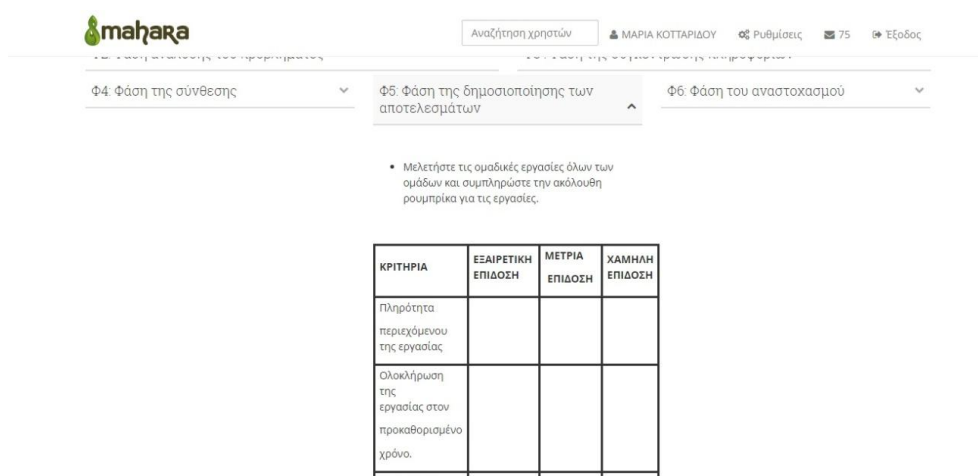 mahara
Αναζήτηση χρηστών
ΜΑΡΙΑ ΚΟΤΤΑΡΙΔΟΥ
Ρυθμίσεις
75
Έξοδος
Φ4: Φάση της σύνθεσης
Φ5: Φάση της δημοσιοποίησης των
αποτελεσμάτων
Φ6: Φάση του αναστοχασμού
• Μελετήστε τις ομαδικές εργασίες όλων των
ομάδων και συμπληρώστε την ακόλουθη
ρουμπρίκα για τις εργασίες.
ΚΡΙΤΗΡΙΑ
ΕΞΑΙΡΕΤΙΚΗ
ΕΠΙΔΟΣΗ
ΜΕΤΡΙΑ
ΕΠΙΔΟΣΗ
ΧΑΜΗΛΗ
ΕΠΙΔΟΣΗ
Πληρότητα
περιεχόμενου
της εργασίας
Ολοκλήρωση
της
εργασίας στον
προκαθορισμένο
χρόνο.